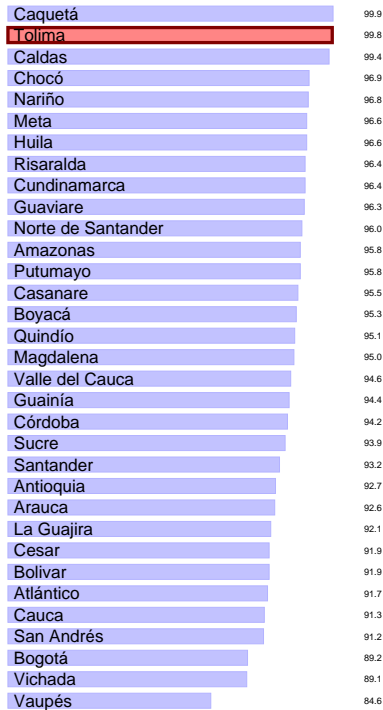 Caquetá 99.9
Tolima 99.8
Caldas 99.4
Chocó 96.9
Nariño 96.8
Meta 96.6
Huila 96.6
Risaralda 96.4
Cundinamarca 96.4
Guaviare 96.3
Norte de Santander 96.0
Amazonas 95.8
Putumayo 95.8
Casanare 95.5
Boyacá 95.3
Quindío 95.1
Magdalena 95.0
Valle del Cauca 94.6
Guainía 94.4
Córdoba 94.2
Sucre 93.9
Santander 93.2
Antioquia 92.7
Arauca 92.6
La Guajira 92.1
Cesar 91.9
Bolivar 91.9
Atlántico 91.7
Cauca 91.3
San Andrés 91.2
Bogotá 89.2
Vichada 89.1
Vaupés 84.6